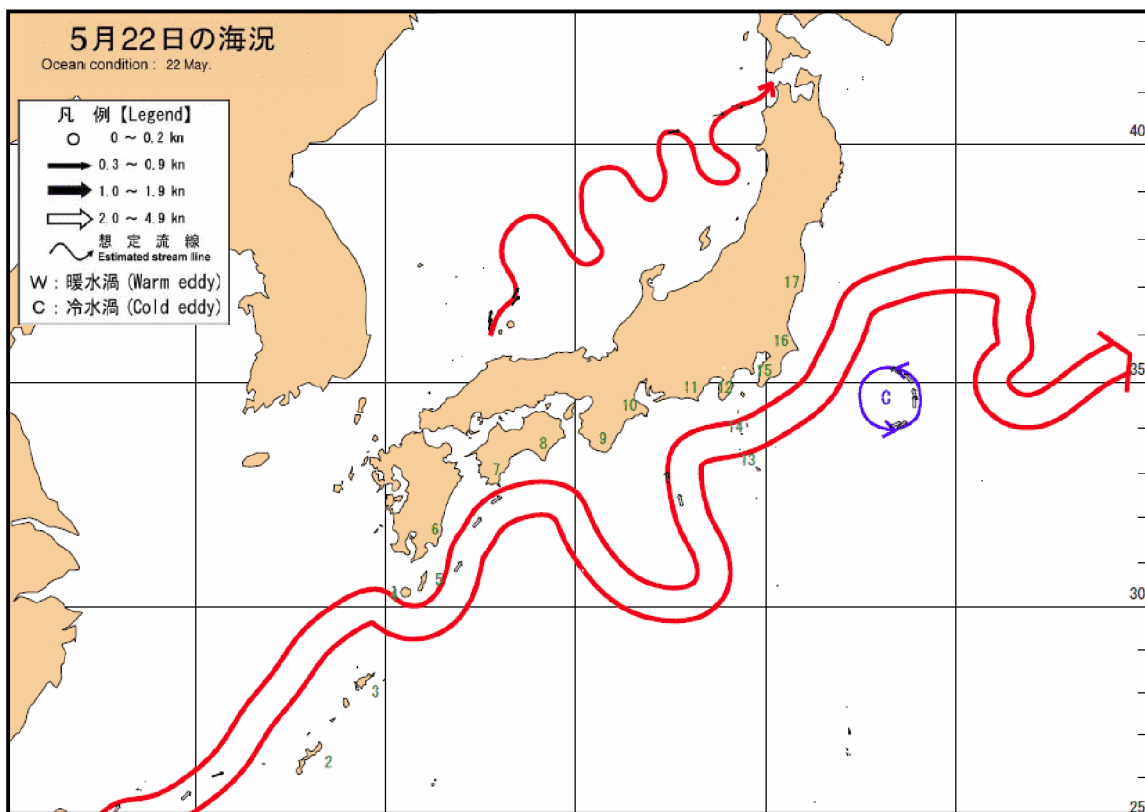 5月22日の海況
Ocean condition : 22 May.
凡 例【Legend】
0 ～ 0.2 kn
0.3 ～ 0.9 kn
1.0 ～ 1.9 kn
2.0 ～ 4.9 kn
想 定 流 線
Estimated stream line
W : 暖水渦 (Warm eddy)
C : 冷水渦 (Cold eddy)
40
17
16
35
15
12
11
10
C
14
9
8
13
7
6
5
1
30
3
2
25